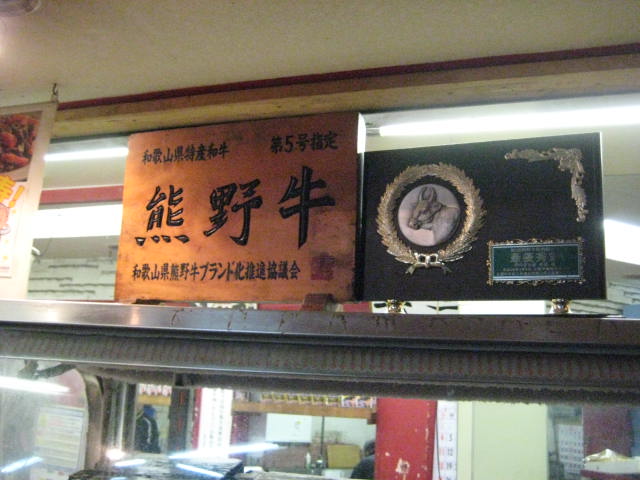 和歌山県特産和牛 第5号指定
熊野牛
和歌山県熊野牛ブランド化推進協議会